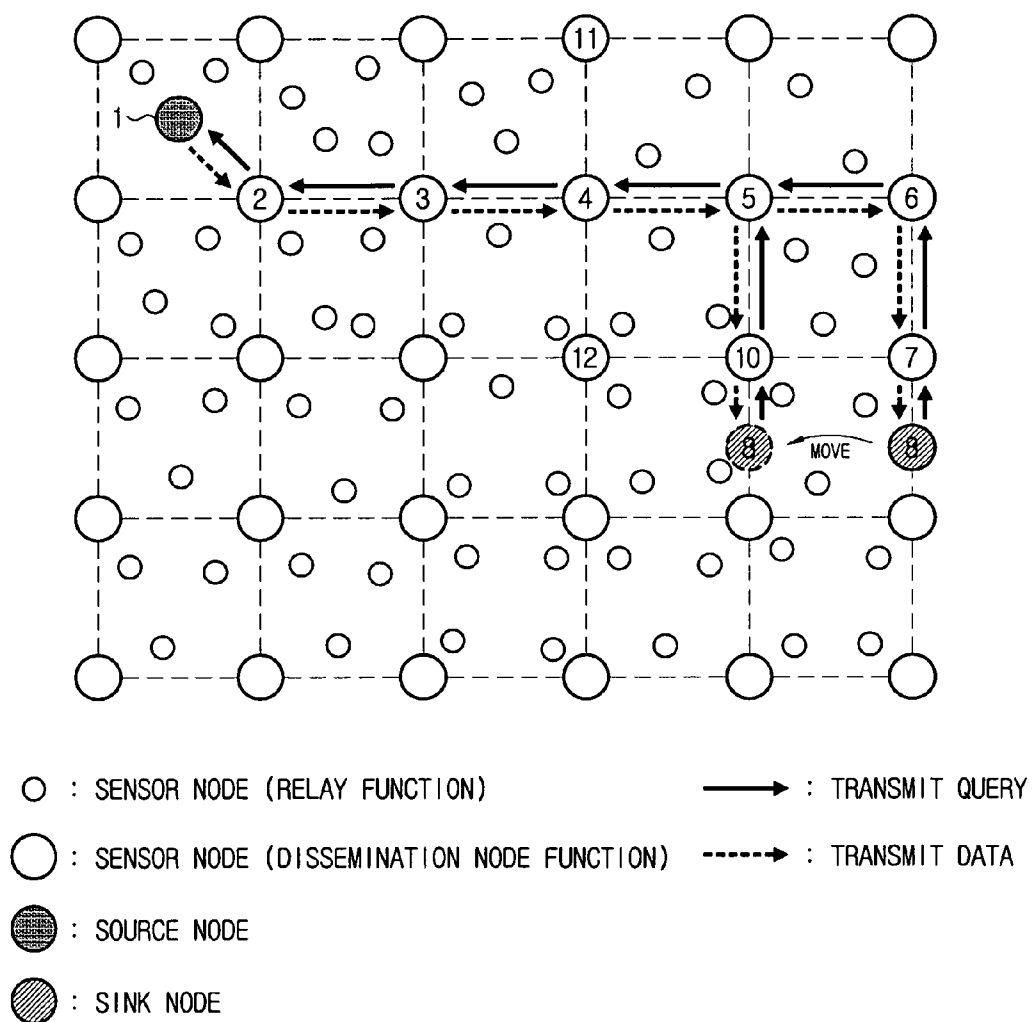 11
1
2 3 4 5 6
12 10 7
8 MOVE 8
: SENSOR NODE (RELAY FUNCTION)
: TRANSMIT QUERY
: SENSOR NODE (DISSEMINATION NODE FUNCTION)
: TRANSMIT DATA
: SOURCE NODE
: SINK NODE